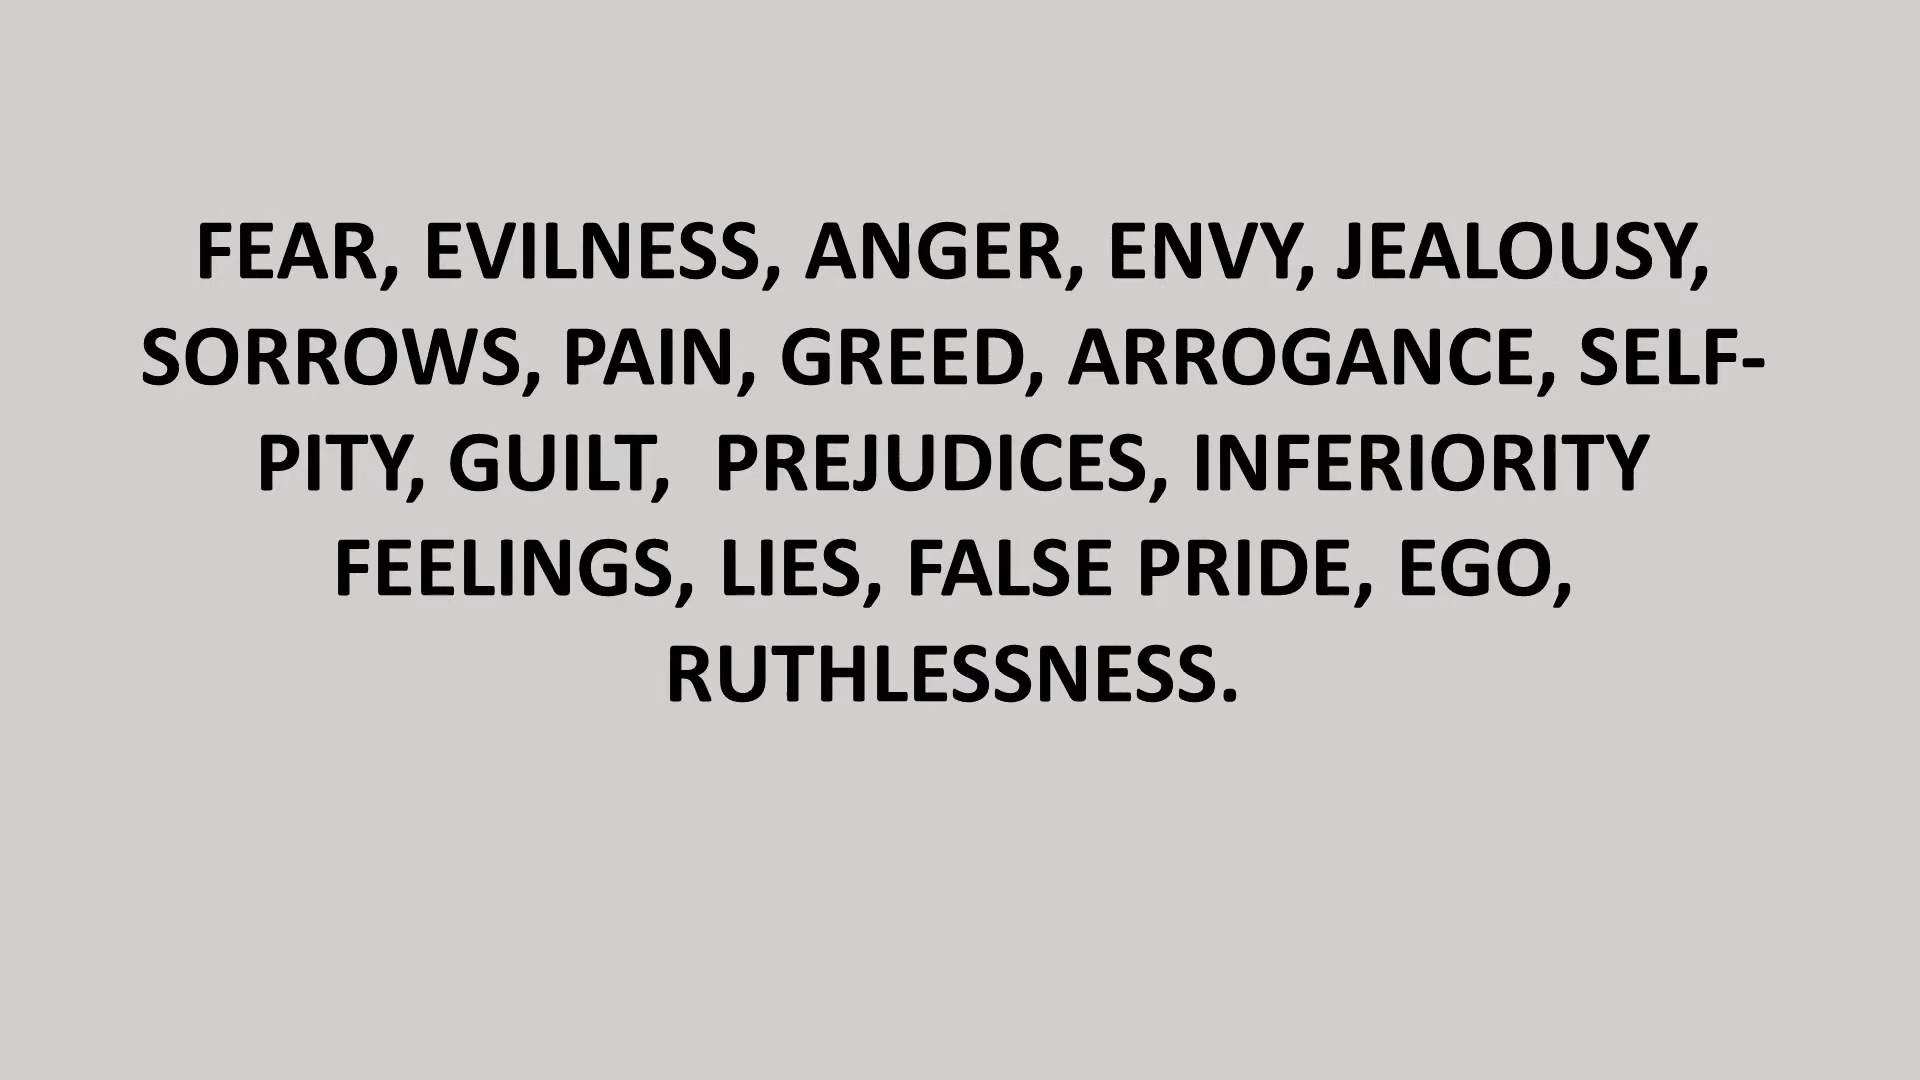 FEAR, EVILNESS, ANGER, ENVY, JEALOUSY,
SORROWS, PAIN, GREED, ARROGANCE, SELF-
PITY, GUILT,  PREJUDICES, INFERIORITY
FEELINGS, LIES, FALSE PRIDE, EGO,
RUTHLESSNESS.